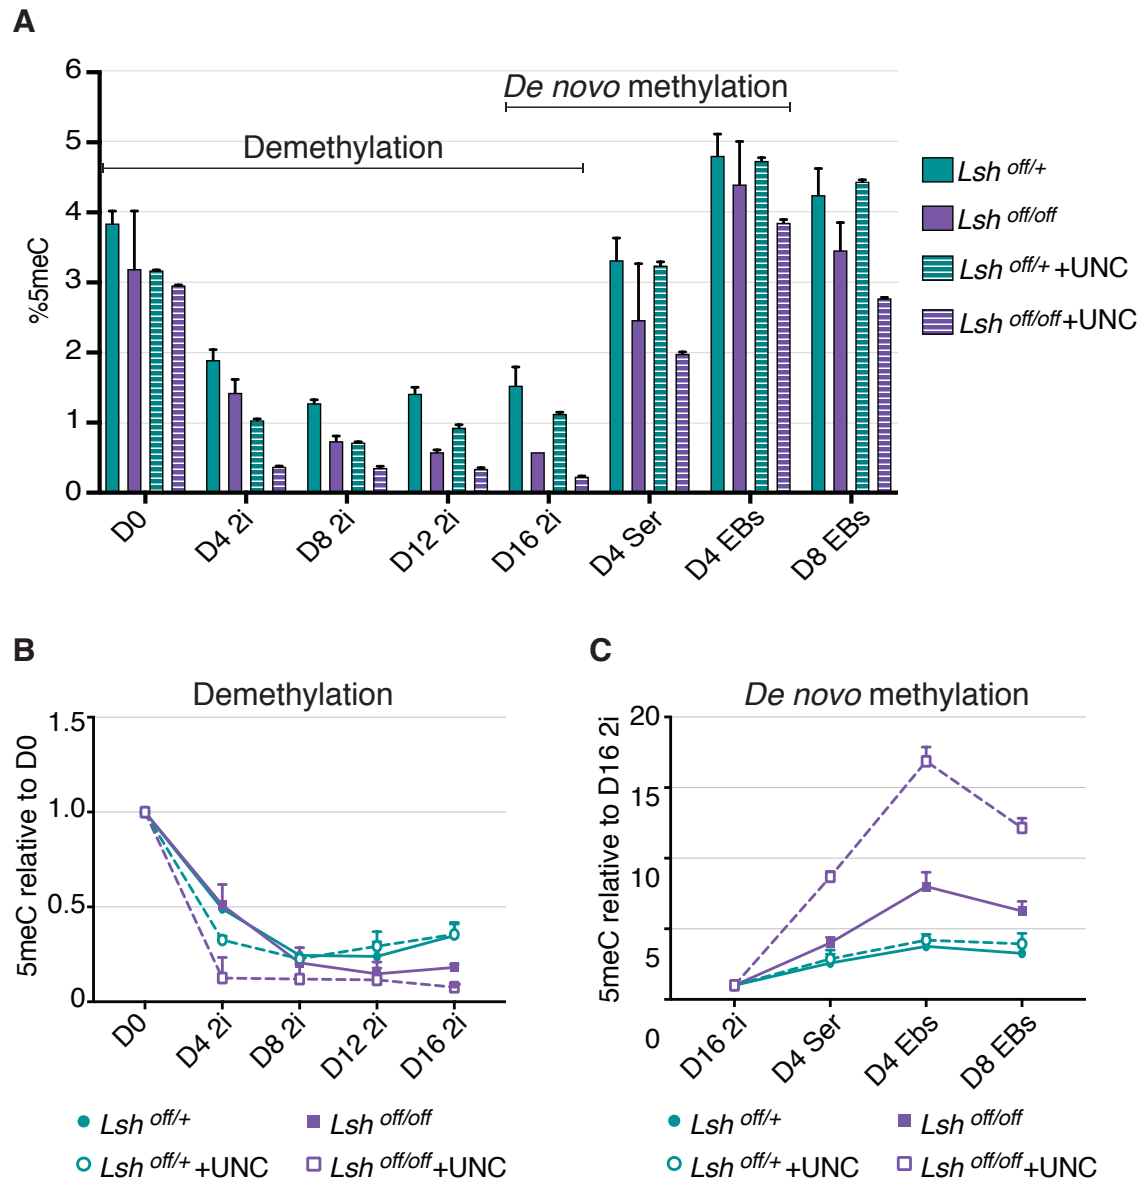 A
De novo methylation
Demethylation
%5meC
6
5
4
3
2
1
0
D0
D4 2i
D8 2i
D12 2i
D16 2i
D4 Ser
D4 EBs
D8 EBs
Lsh off/+
Lsh off/off
Lsh off/+ +UNC
Lsh off/off+UNC
B
Demethylation
5meC relative to D0
1.5
1.0
0.5
0
D0
D4 2i
D8 2i
D12 2i
D16 2i
Lsh off/+
Lsh off/off
Lsh off/+ +UNC
Lsh off/off+UNC
C
De novo methylation
5meC relative to D16 2i
20
15
10
5
0
D16 2i
D4 Ser
D4 Ebs
D8 EBs
Lsh off/+
Lsh off/off
Lsh off/+ +UNC
Lsh off/off+UNC